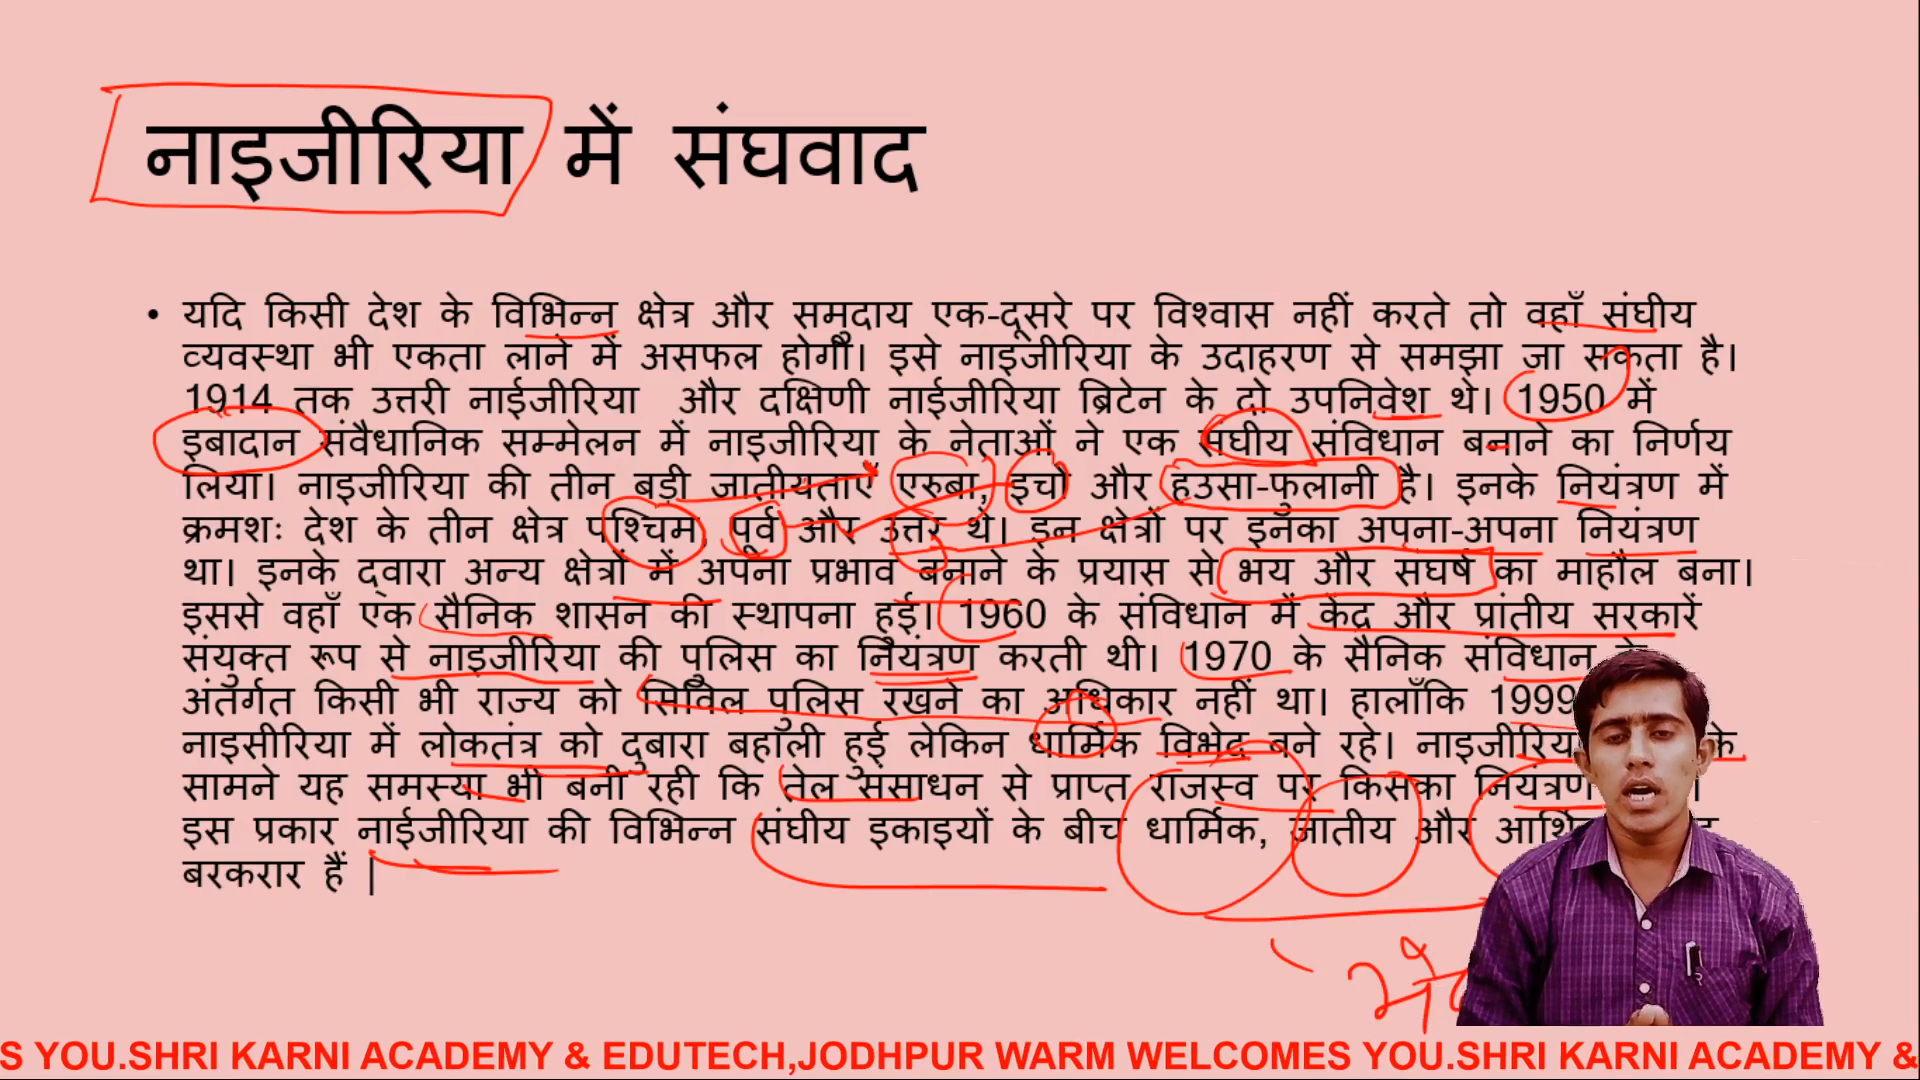 नाइजीरिया में संघवाद
• यदि किसी देश के विभिन्न क्षेत्र और समुदाय एक-दूसरे पर विश्वास नहीं करते तो वहाँ संघीय
व्यवस्था भी एकता लाने में असफल होगी। इसे नाइजीरिया के उदाहरण से समझा जा सकता है।
1914 तक उत्तरी नाईजीरिया और दक्षिणी नाईजीरिया ब्रिटेन के दो उपनिवेश थे। 1950 में
इबादान संवैधानिक सम्मेलन में नाइजीरिया के नेताओं ने एक संघीय संविधान बनाने का निर्णय
लिया। नाइजीरिया की तीन बड़ी जातीयताएँ एरुबा, इचो और हउसा-फुलानी है। इनके नियंत्रण में
क्रमशः देश के तीन क्षेत्र पश्चिम, पूर्व और उत्तर थे। इन क्षेत्रों पर इनका अपना-अपना नियंत्रण
था। इनके द्वारा अन्य क्षेत्रों में अपना प्रभाव बनाने के प्रयास से भय और संघर्ष का माहौल बना।
इससे वहाँ एक सैनिक शासन की स्थापना हुई। 1960 के संविधान में केंद्र और प्रांतीय सरकारें
संयुक्त रूप से नाइजीरिया की पुलिस का नियंत्रण करती थी। 1970 के सैनिक संविधान के
अंतर्गत किसी भी राज्य को सिविल पुलिस रखने का अधिकार नहीं था। हालाँकि 1999
नाइसीरिया में लोकतंत्र को दुबारा बहाली हुई लेकिन धार्मिक विभेद बने रहे। नाइजीरिय के
सामने यह समस्या भी बनी रही कि तेल संसाधन से प्राप्त राजस्व पर किसका नियंत्रण
इस प्रकार नाईजीरिया की विभिन्न संघीय इकाइयों के बीच धार्मिक, जातीय और
बरकरार हैं |
S YOU.SHRI KARNI ACADEMY & EDUTECH,JODHPUR WARM WELCOMES YOU.SHRI KARNI ACADEMY &